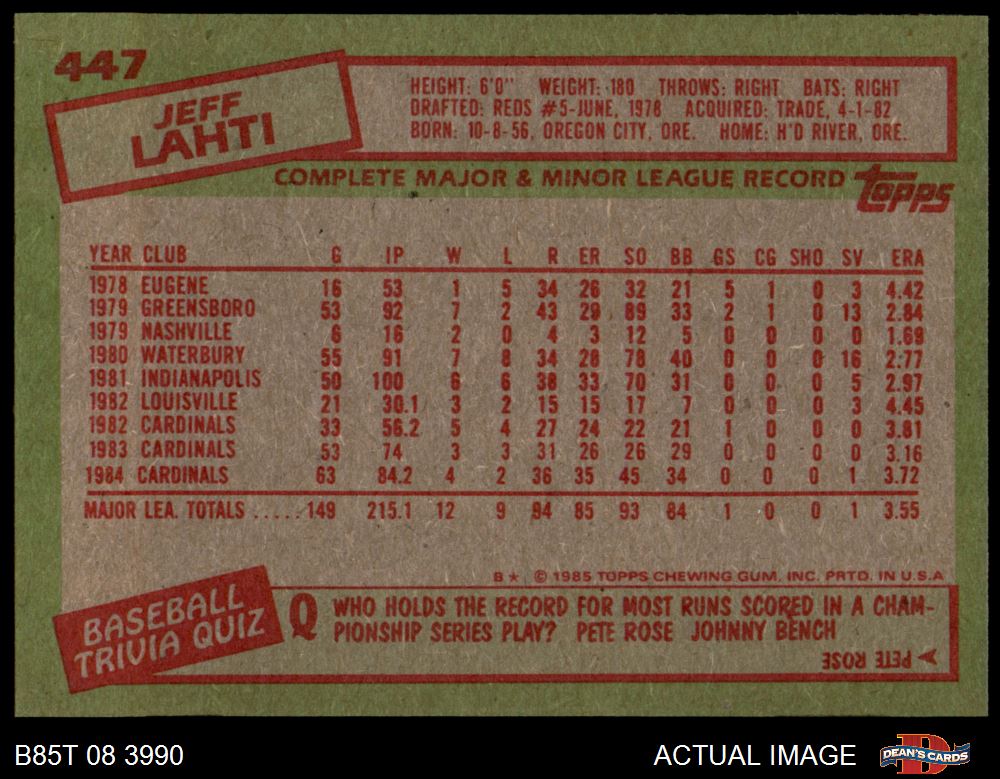 447
JEFF
LAHTI
HEIGHT: 6'0" WEIGHT: 180 THROWS: RIGHT BATS: RIGHT
DRAFTED: REDS #5-JUNE, 1978 ACQUIRED: TRADE, 4-1-82
BORN: 10-8-56, OREGON CITY, ORE. HOME: H'D RIVER, ORE.
COMPLETE MAJOR & MINOR LEAGUE RECORD topps
YEAR CLUB G IP W L R ER SO BB GS CG SHO SV ERA
1978 EUGENE 16 53 1 5 34 26 32 21 5 1 0 3 4.42
1979 GREENSBORO 53 92 7 2 43 29 89 33 2 1 0 13 2.84
1979 NASHVILLE 6 16 2 0 4 3 12 5 0 0 0 0 1.69
1980 WATERBURY 55 91 7 8 34 28 78 40 0 0 0 16 2.77
1981 INDIANAPOLIS 50 100 6 6 38 33 70 31 0 0 0 5 2.97
1982 LOUISVILLE 21 30.1 3 2 15 15 17 7 0 0 0 3 4.45
1982 CARDINALS 33 56.2 5 4 27 24 22 21 1 0 0 0 3.81
1983 CARDINALS 53 74 3 3 31 26 26 29 0 0 0 0 3.16
1984 CARDINALS 63 84.2 4 2 36 35 45 34 0 0 0 1 3.72
MAJOR LEA. TOTALS ..... 149 215.1 12 9 94 85 93 84 1 0 0 1 3.55
B★ © 1985 TOPPS CHEWING GUM, INC. PRTD. IN U.S.A
BASEBALL
TRIVIA QUIZ
Q WHO HOLDS THE RECORD FOR MOST RUNS SCORED IN A CHAM-
PIONSHIP SERIES PLAY? PETE ROSE JOHNNY BENCH
PETE ROSE
B85T 08 3990
ACTUAL IMAGE
D
DEAN'S CARDS